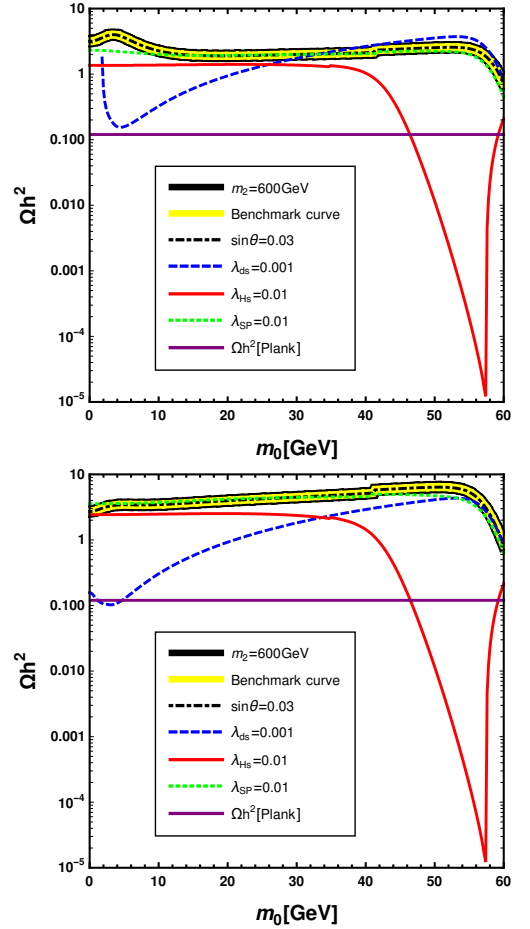 10
1
0.100
0.010
0.001
10⁻⁴
10⁻⁵
Ωh²
m₂=600GeV
Benchmark curve
sinθ=0.03
λds=0.001
λHs=0.01
λSP=0.01
Ωh²[Plank]
0 10 20 30 40 50 60
m₀[GeV]
10
1
0.100
0.010
0.001
10⁻⁴
10⁻⁵
Ωh²
m₂=600GeV
Benchmark curve
sinθ=0.03
λds=0.001
λHs=0.01
λSP=0.01
Ωh²[Plank]
0 10 20 30 40 50 60
m₀[GeV]